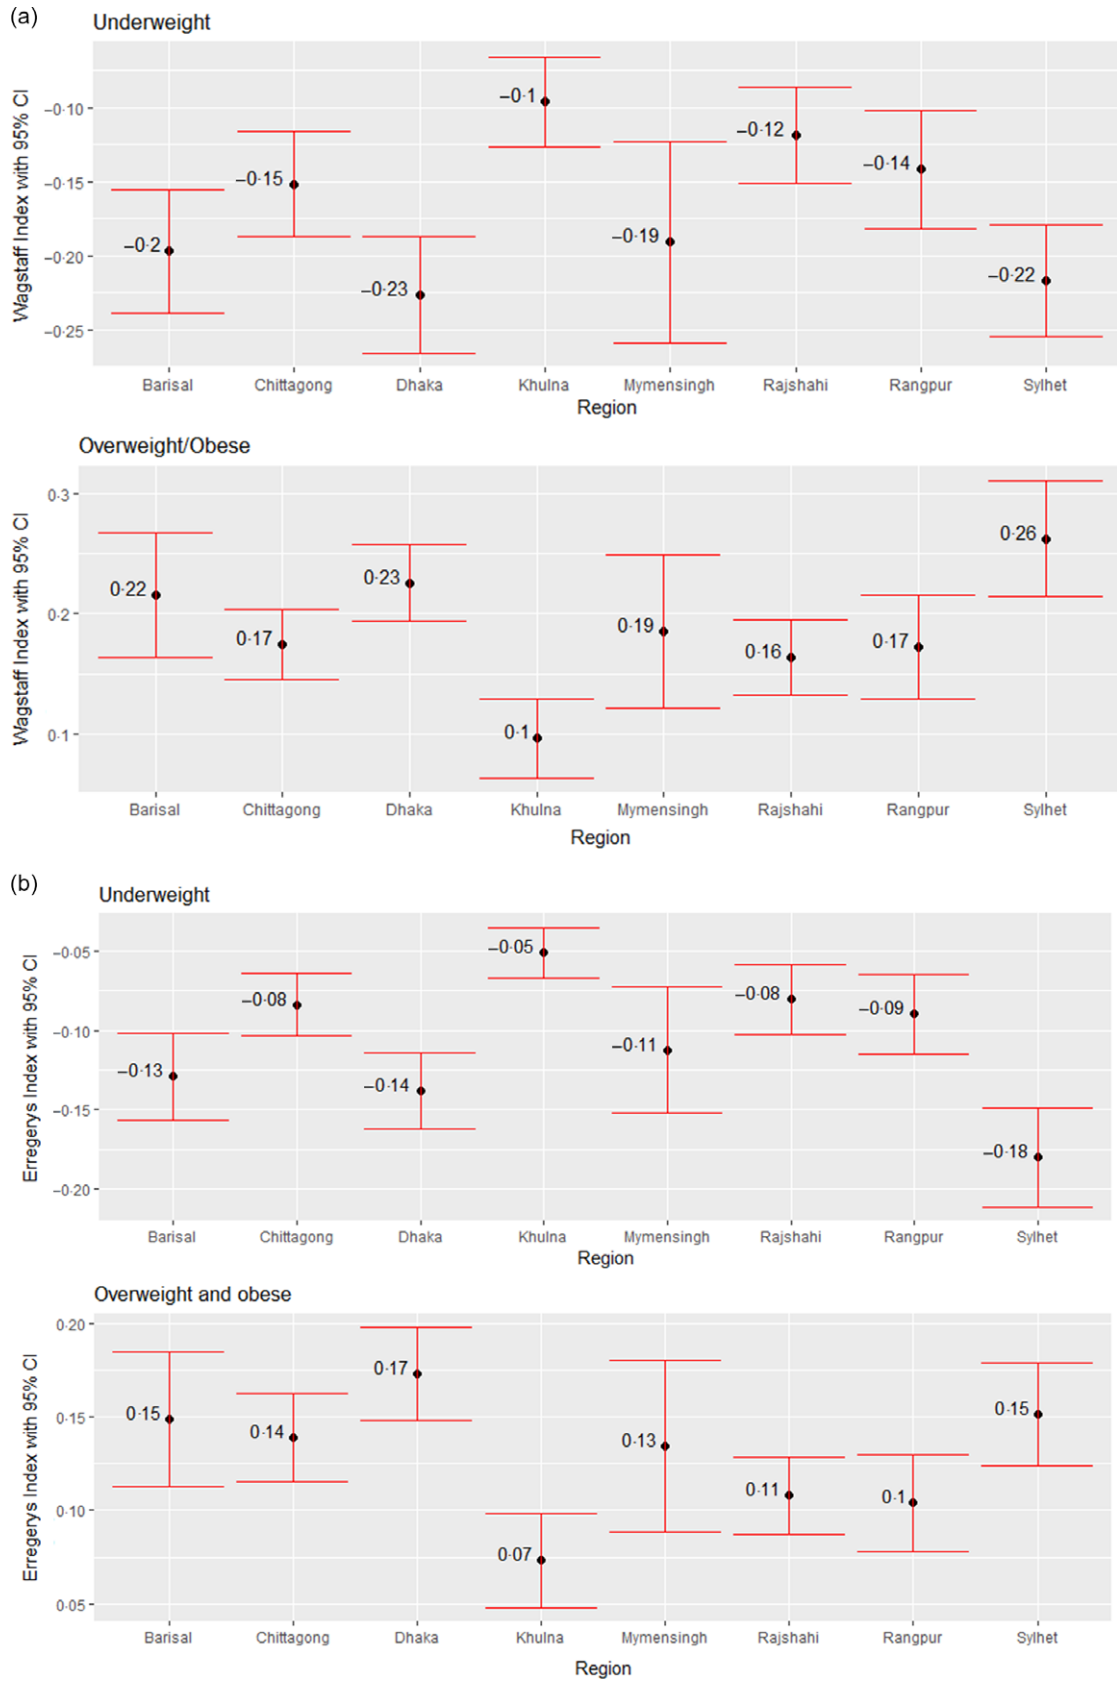 (a)
Underweight
Wagstaff Index with 95% CI
−0·10
−0·15
−0·20
−0·25
−0·2
−0·15
−0·23
−0·1
−0·19
−0·12
−0·14
−0·22
Barisal Chittagong Dhaka Khulna Mymensingh Rajshahi Rangpur Sylhet
Region
Overweight/Obese
Wagstaff Index with 95% CI
0·3
0·2
0·1
0·22
0·17
0·23
0·1
0·19
0·16
0·17
0·26
Barisal Chittagong Dhaka Khulna Mymensingh Rajshahi Rangpur Sylhet
Region
(b)
Underweight
Erregerys Index with 95% CI
−0·05
−0·10
−0·15
−0·20
−0·13
−0·08
−0·14
−0·05
−0·11
−0·08
−0·09
−0·18
Barisal Chittagong Dhaka Khulna Mymensingh Rajshahi Rangpur Sylhet
Region
Overweight and obese
Erregerys Index with 95% CI
0·20
0·15
0·10
0·05
0·15
0·14
0·17
0·07
0·13
0·11
0·1
0·15
Barisal Chittagong Dhaka Khulna Mymensingh Rajshahi Rangpur Sylhet
Region